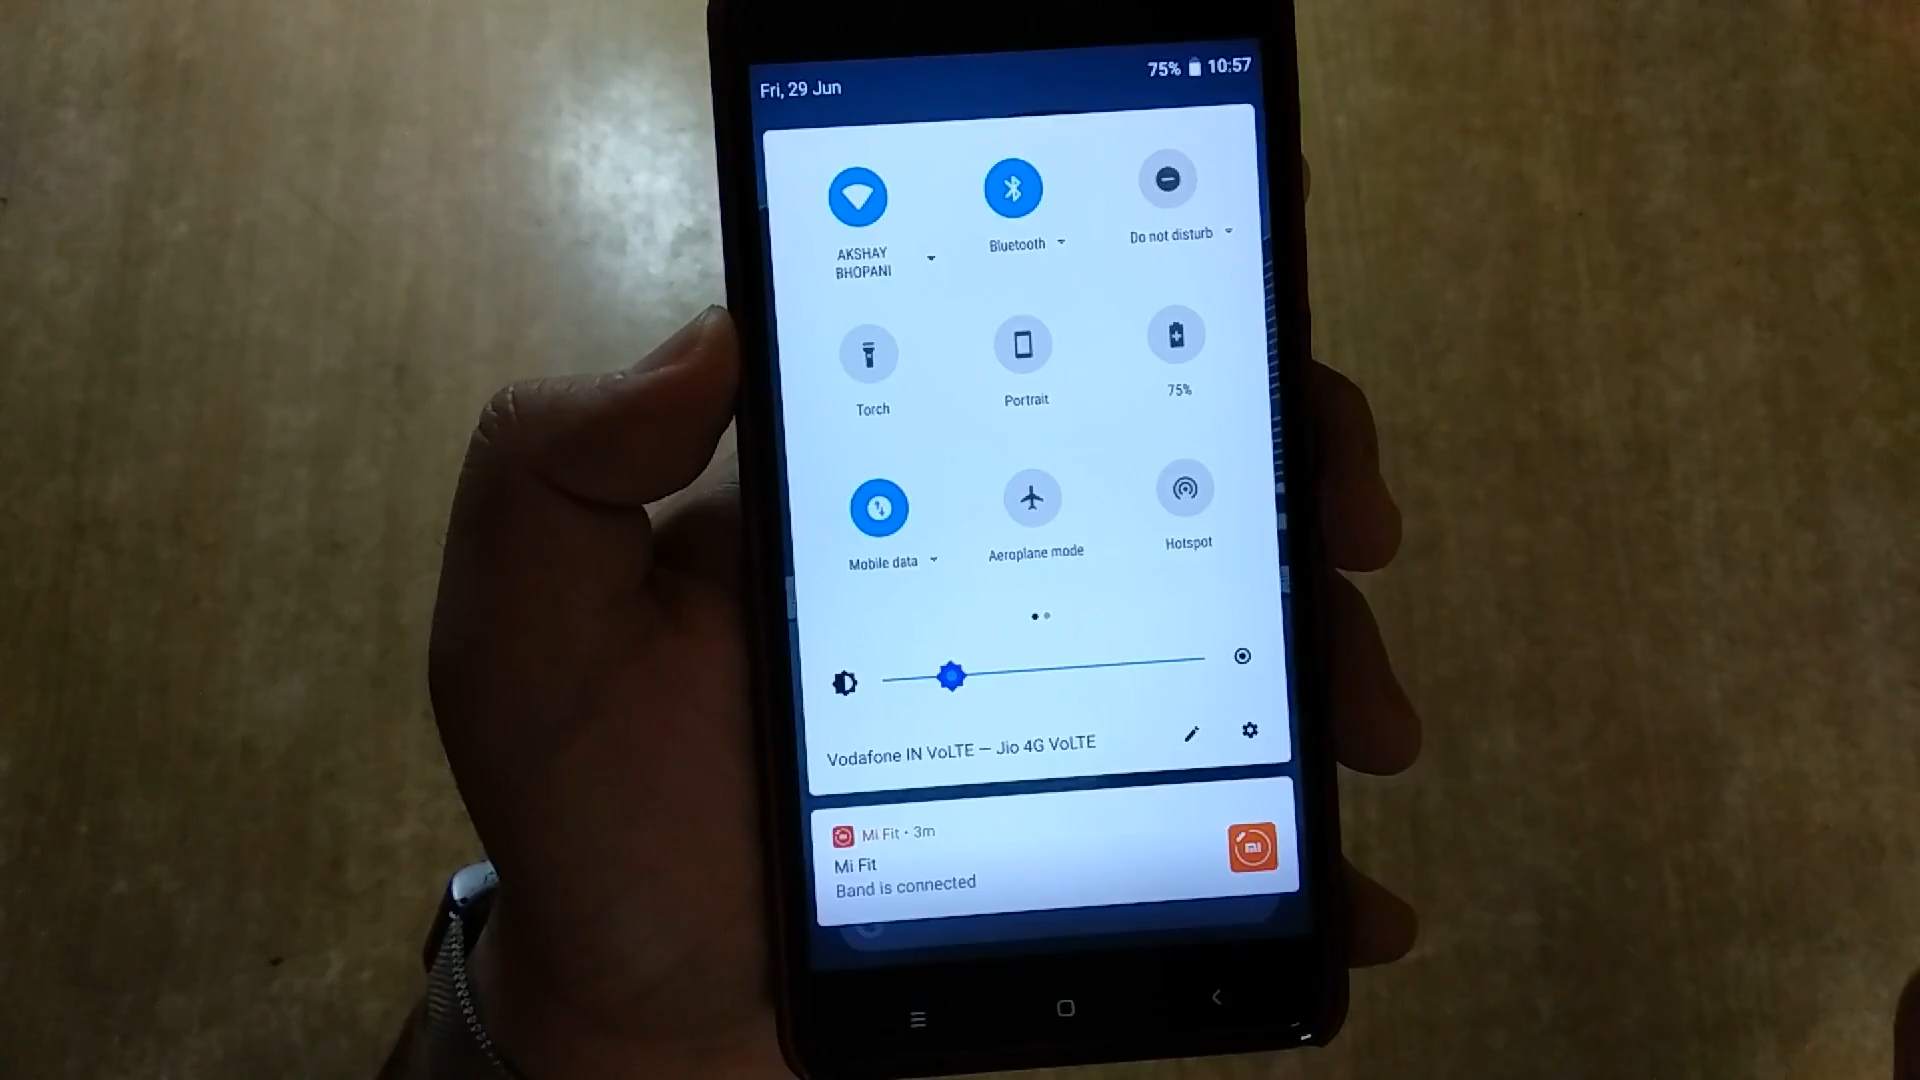 Fri, 29 Jun
75% 10:57
AKSHAY
BHOPANI
Bluetooth
Do not disturb
Torch
Portrait
75%
Mobile data
Aeroplane mode
Hotspot
Vodafone IN VoLTE — Jio 4G VoLTE
Mi Fit • 3m
Mi Fit
Band is connected
MI